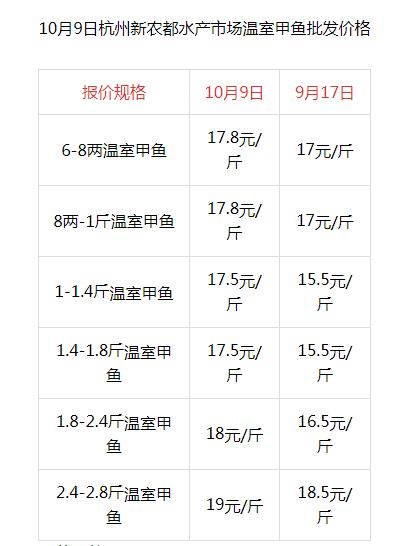 10月9日杭州新农都水产市场温室甲鱼批发价格
报价规格 10月9日 9月17日
6-8两温室甲鱼 17.8元/斤 17元/斤
8两-1斤温室甲鱼 17.8元/斤 17元/斤
1-1.4斤温室甲鱼 17.5元/斤 15.5元/斤
1.4-1.8斤温室甲鱼 17.5元/斤 15.5元/斤
1.8-2.4斤温室甲鱼 18元/斤 16.5元/斤
2.4-2.8斤温室甲鱼 19元/斤 18.5元/斤